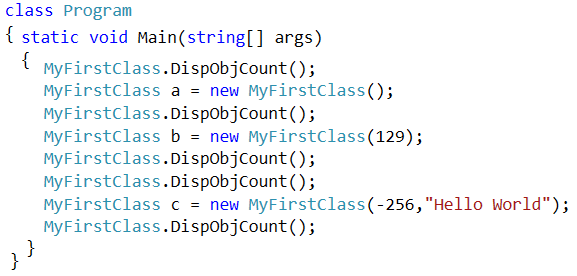 class Program
{ static void Main(string[] args)
{ MyFirstClass.DispObjCount();
MyFirstClass a = new MyFirstClass();
MyFirstClass.DispObjCount();
MyFirstClass b = new MyFirstClass(129);
MyFirstClass.DispObjCount();
MyFirstClass.DispObjCount();
MyFirstClass c = new MyFirstClass(-256,"Hello World");
MyFirstClass.DispObjCount();
}
}